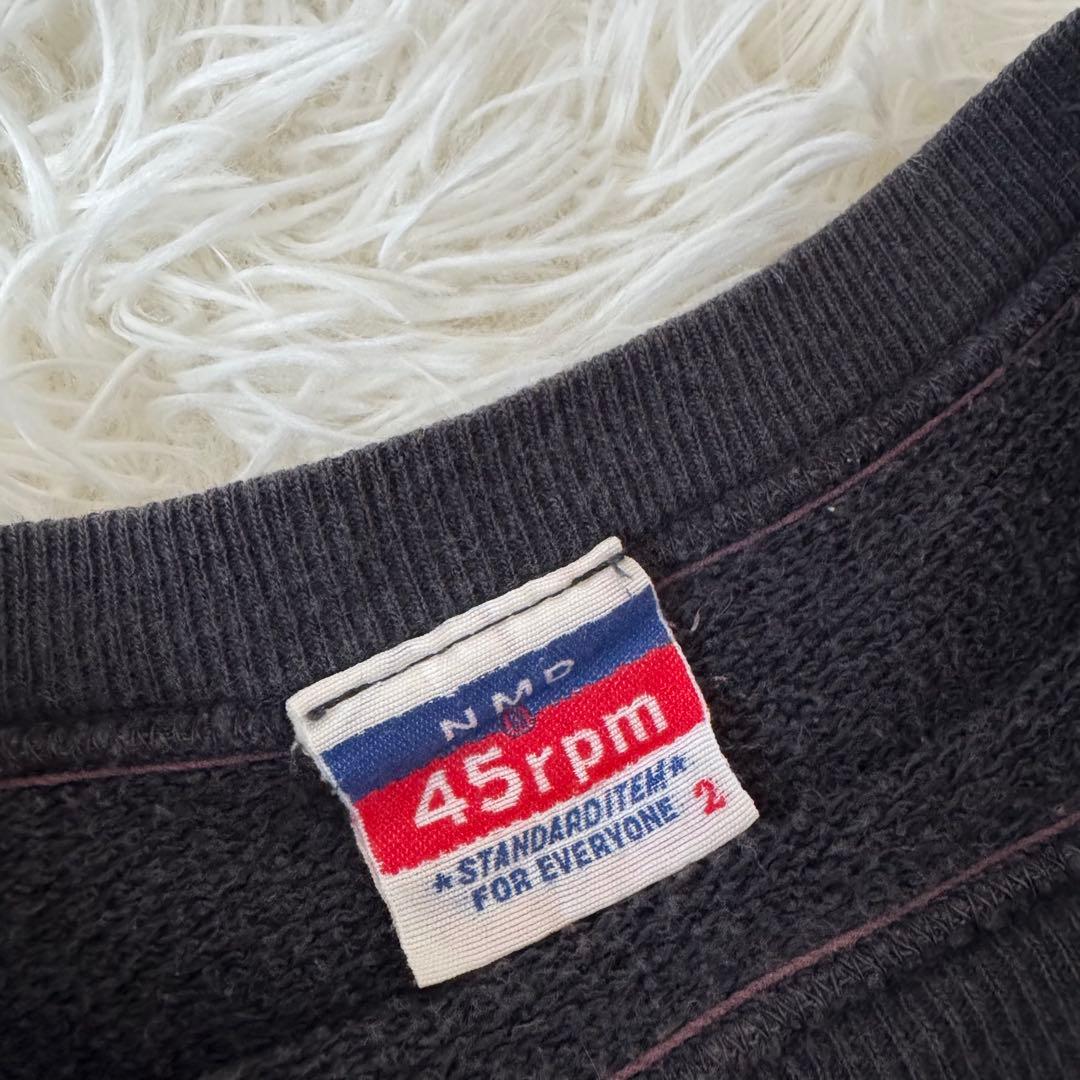 NMD
45rpm
★STANDARDITEM★
FOR EVERYONE 2